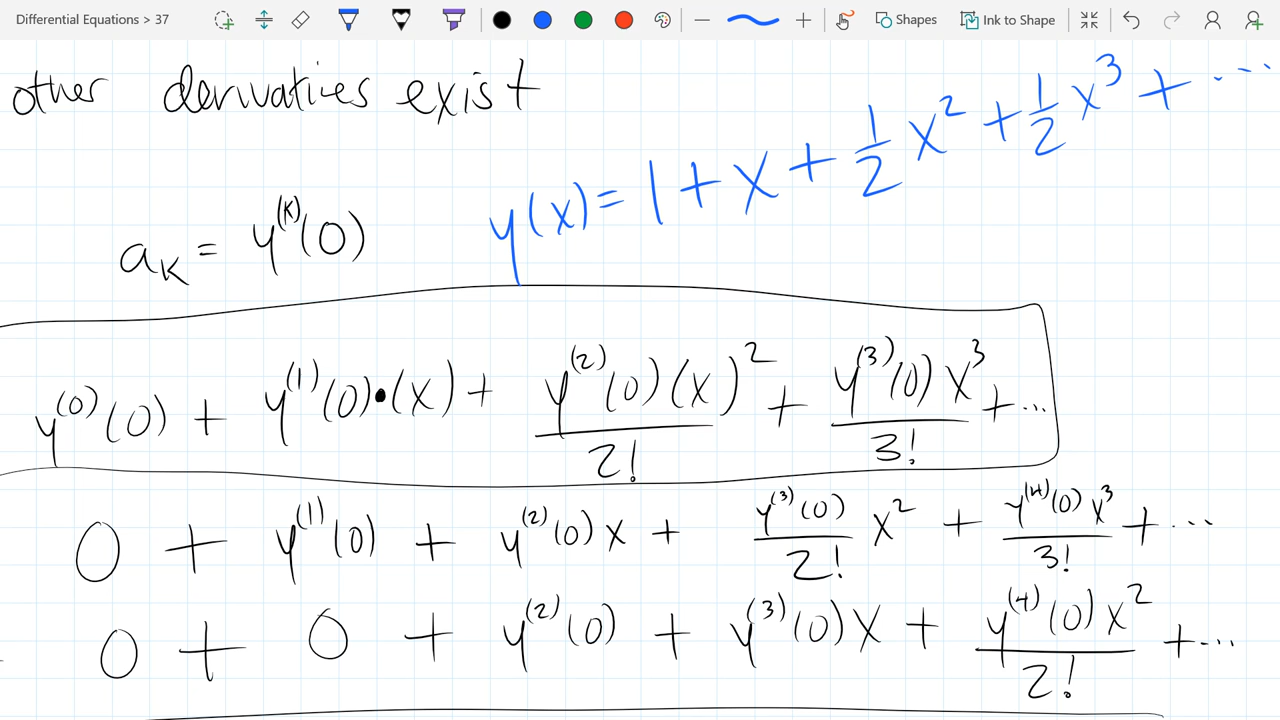 Differential Equations > 37
Shapes
Ink to Shape
other derivatives exist
y(x) = 1 + x + 1/2 x^2 + 1/2 x^3 + ...
a_K = y^(K)(0)
y^(0)(0) + y^(1)(0)•(x) + y^(2)(0)(x)^2/2! + y^(3)(0)x^3/3! + ...
0 + y^(1)(0) + y^(2)(0)x + y^(3)(0)/2! x^2 + y^(4)(0)x^3/3! + ...
0 + 0 + y^(2)(0) + y^(3)(0)x + y^(4)(0)x^2/2! + ...